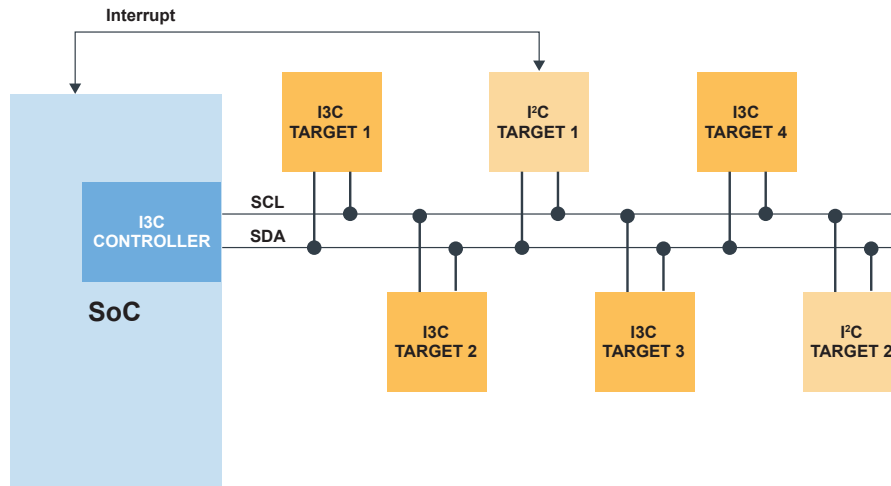 Interrupt
I3C
TARGET 1
I²C
TARGET 1
I3C
TARGET 4
I3C
CONTROLLER
SCL
SDA
SoC
I3C
TARGET 2
I3C
TARGET 3
I²C
TARGET 2